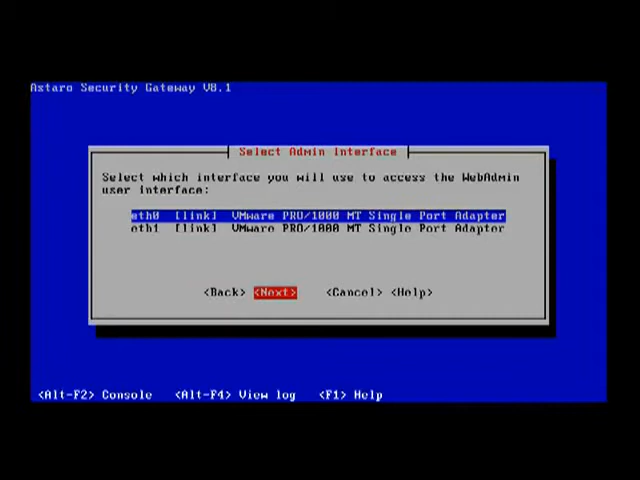 Astaro Security Gateway V8.1
Select Admin Interface
Select which interface you will use to access the WebAdmin
user interface:
eth0 [link] VMware PRO/1000 MT Single Port Adapter
eth1 [link] VMware PRO/1000 MT Single Port Adapter
<Back> <Next> <Cancel> <Help>
<Alt-F2> Console <Alt-F4> View log <F1> Help